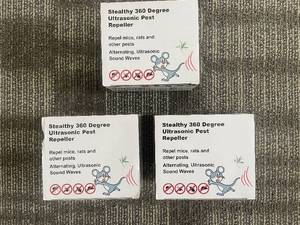 Stealthy 360 Degree
Ultrasonic Pest
Repeller
Repel mice, rats and
other pests
Alternating, Ultrasonic
Sound Waves
Stealthy 360 Degree
Ultrasonic Pest
Repeller
Repel mice, rats and
other pests
Alternating, Ultrasonic
Sound Waves
Stealthy 360 Degree
Ultrasonic Pest
Repeller
Repel mice, rats and
other pests
Alternating, Ultrasonic
Sound Waves